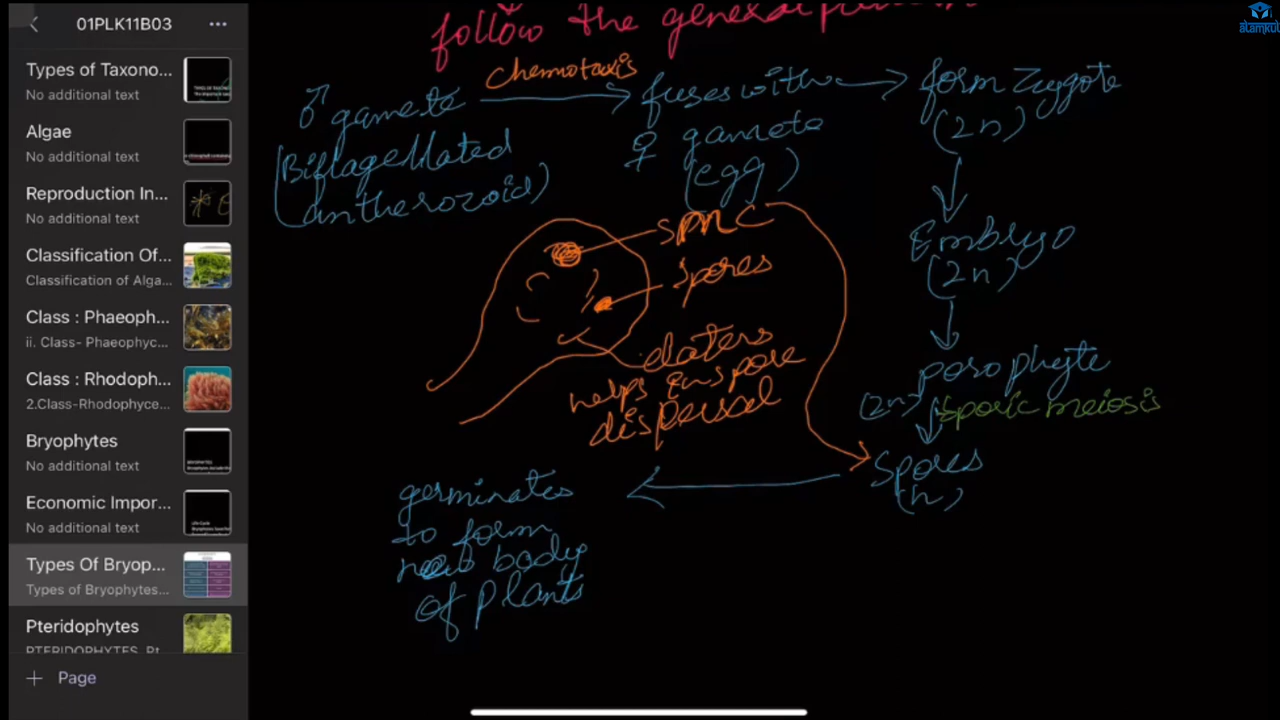 01PLK11B03
...
Types of Taxono...
No additional text
Algae
No additional text
Reproduction In...
No additional text
Classification Of...
Classification of Alga...
Class : Phaeoph...
ii. Class- Phaeophyc...
Class : Rhodoph...
2.Class-Rhodophyce...
Bryophytes
No additional text
Economic Impor...
No additional text
Types Of Bryop...
Types of Bryophytes...
Pteridophytes
PTERIDOPHYTES
+ Page
follow the general
♂ gamete
(Biflagellated
antherozoid)
Chemotaxis
fuses with
♀ gamete
(egg)
form zygote
(2n)
Embryo
(2n)
porophyte
(2n)
Sporic meiosis
Spores
(n)
SPMC
Spores
elaters
helps in spore
dispersal
germinates
to form
body
of plants
alamkul